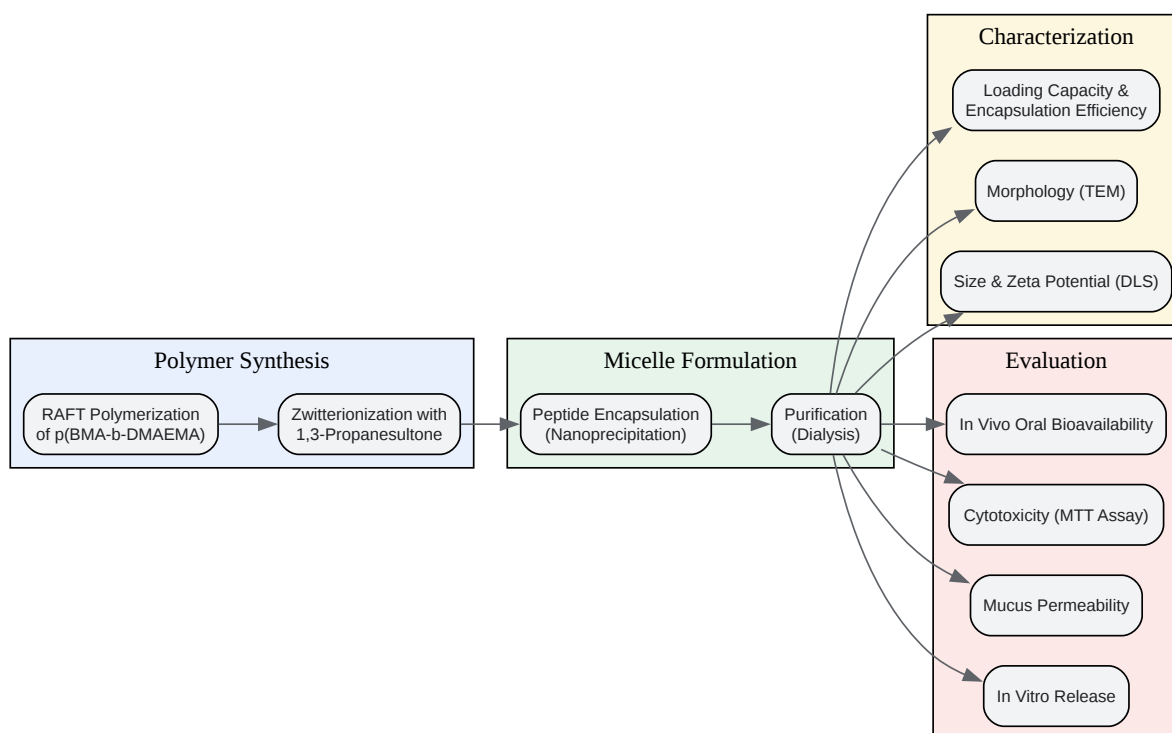 Polymer Synthesis
RAFT Polymerization
of p(BMA-b-DMAEMA)
Zwitterionization with
1,3-Propanesultone
Micelle Formulation
Peptide Encapsulation
(Nanoprecipitation)
Purification
(Dialysis)
Characterization
Loading Capacity &
Encapsulation Efficiency
Morphology (TEM)
Size & Zeta Potential (DLS)
Evaluation
In Vivo Oral Bioavailability
Cytotoxicity (MTT Assay)
Mucus Permeability
In Vitro Release